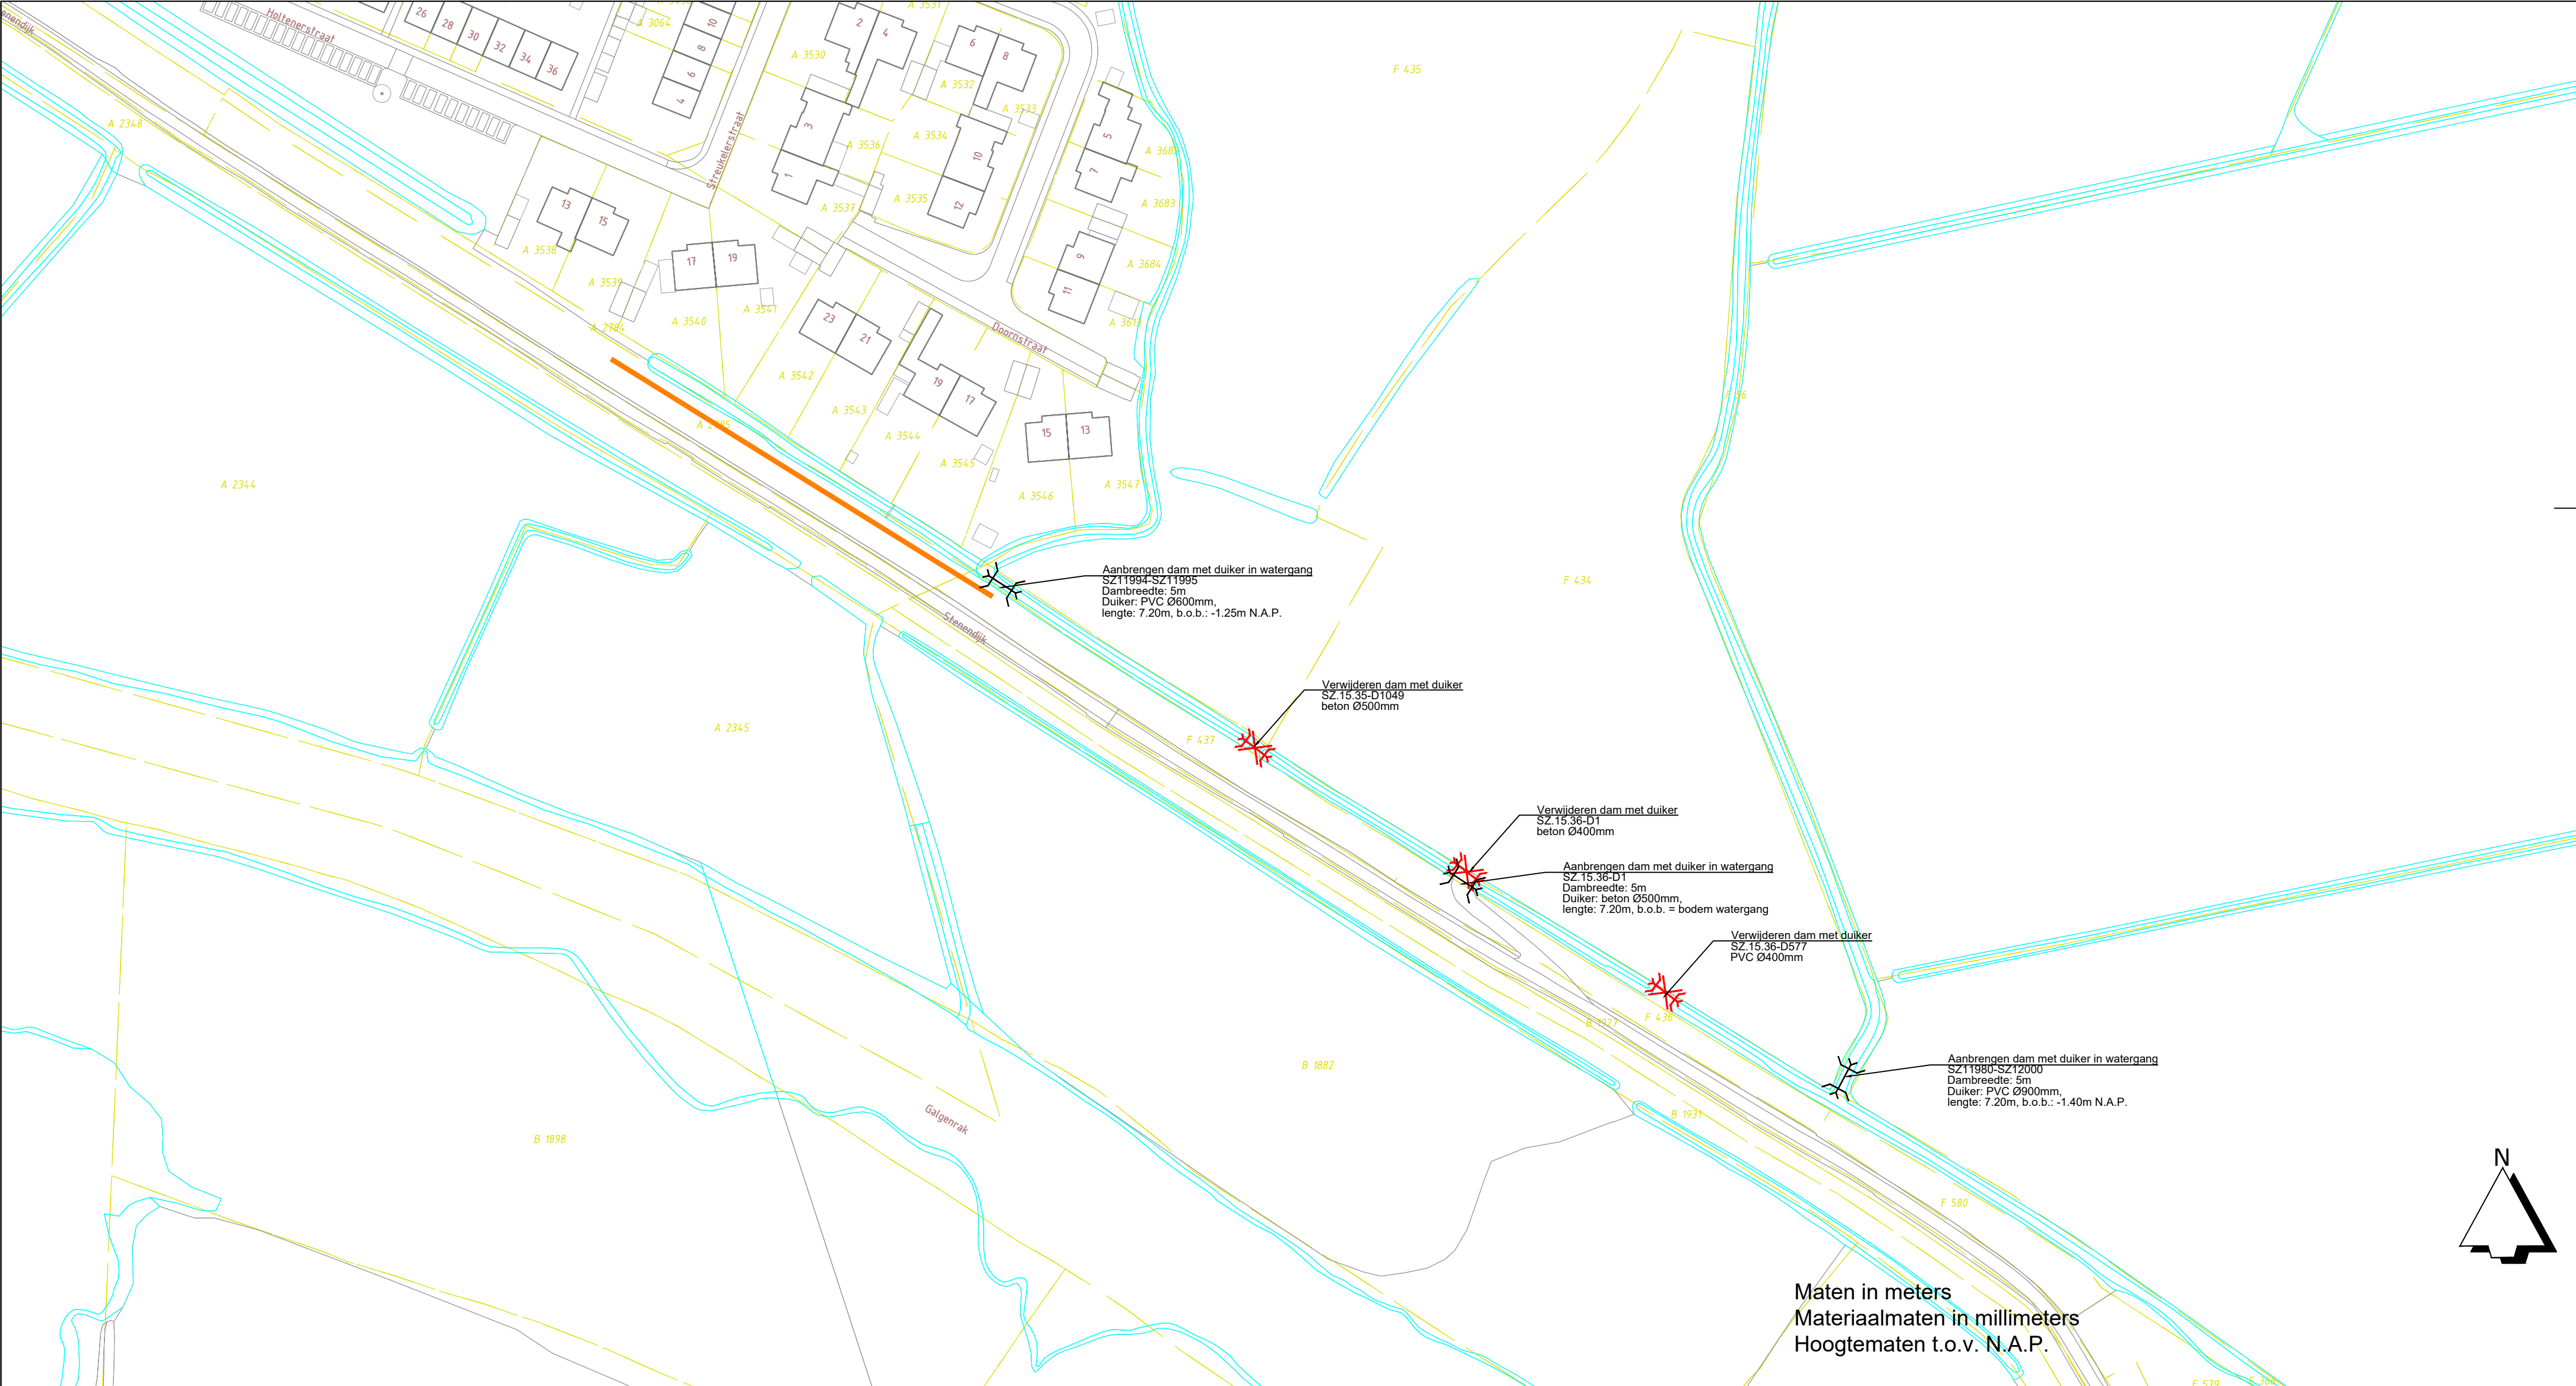 Holtenerstraat
26
28
30
32
34
36
A 3064
10
8
6
4
Streukelerstraat
A 3531
2
4
6
8
A 3530
A 3532
A 3533
3
A 3536
A 3534
10
5
7
1
A 3537
A 3535
12
A 3683
9
11
A 3684
A 3617
A 2348
13
15
A 3538
A 3539
17
19
A 3541
A 3540
A 2784
23
21
Doornstraat
A 3542
19
17
A 3543
A 3544
A 3545
15
13
A 3546
A 3547
F 435
F 434
A 2344
A 2345
Stenendijk
F 437
Aanbrengen dam met duiker in watergang
SZ11994-SZ11995
Dambreedte: 5m
Duiker: PVC Ø600mm,
lengte: 7.20m, b.o.b.: -1.25m N.A.P.
Verwijderen dam met duiker
SZ.15.35-D1049
beton Ø500mm
Verwijderen dam met duiker
SZ.15.36-D1
beton Ø400mm
Aanbrengen dam met duiker in watergang
SZ.15.36-D1
Dambreedte: 5m
Duiker: beton Ø500mm,
lengte: 7.20m, b.o.b. = bodem watergang
Verwijderen dam met duiker
SZ.15.36-D577
PVC Ø400mm
B 1927
F 436
B 1882
Aanbrengen dam met duiker in watergang
SZ11980-SZ12000
Dambreedte: 5m
Duiker: PVC Ø900mm,
lengte: 7.20m, b.o.b.: -1.40m N.A.P.
B 1931
Galgenrak
B 1898
F 580
N
Maten in meters
Materiaalmaten in millimeters
Hoogtematen t.o.v. N.A.P.